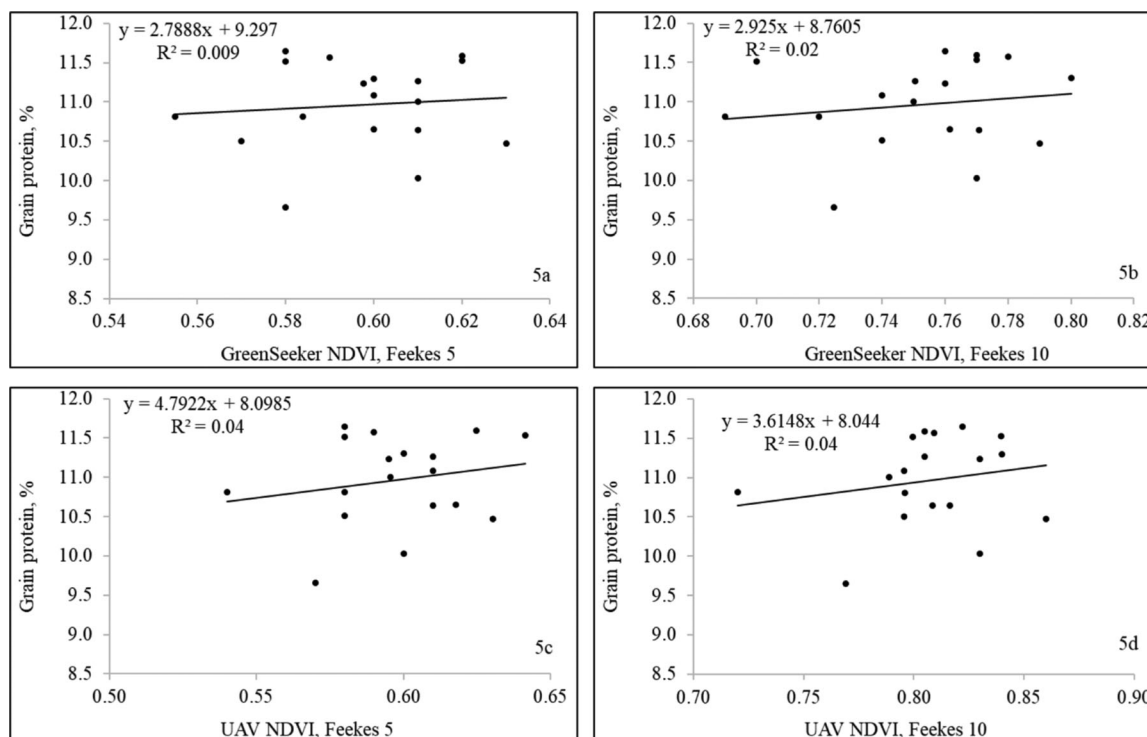 12.0
y = 2.7888x + 9.297
R² = 0.009
11.5
11.0
10.5
10.0
9.5
9.0
8.5
Grain protein, %
5a
0.54 0.56 0.58 0.60 0.62 0.64
GreenSeeker NDVI, Feekes 5
12.0
y = 2.925x + 8.7605
R² = 0.02
11.5
11.0
10.5
10.0
9.5
9.0
8.5
Grain protein, %
5b
0.68 0.70 0.72 0.74 0.76 0.78 0.80 0.82
GreenSeeker NDVI, Feekes 10
12.0
y = 4.7922x + 8.0985
R² = 0.04
11.5
11.0
10.5
10.0
9.5
9.0
8.5
Grain protein, %
5c
0.50 0.55 0.60 0.65
UAV NDVI, Feekes 5
12.0
y = 3.6148x + 8.044
R² = 0.04
11.5
11.0
10.5
10.0
9.5
9.0
8.5
Grain protein, %
5d
0.70 0.75 0.80 0.85 0.90
UAV NDVI, Feekes 10